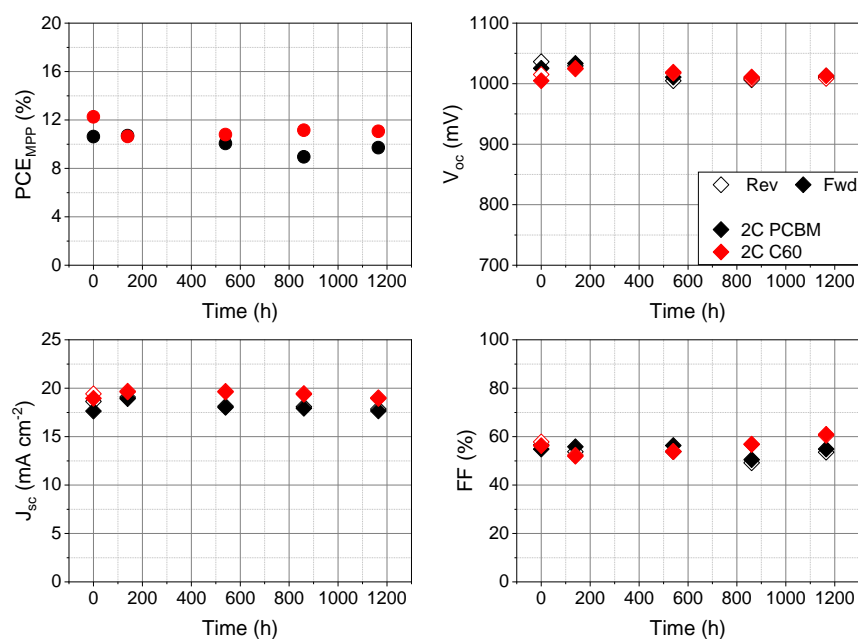 20
16
12
8
4
0
PCE_MPP (%)
0 200 400 600 800 1000 1200
Time (h)
1100
1000
900
800
700
V_oc (mV)
Rev Fwd
2C PCBM
2C C60
0 200 400 600 800 1000 1200
Time (h)
25
20
15
10
5
0
J_sc (mA cm⁻²)
0 200 400 600 800 1000 1200
Time (h)
100
80
60
40
20
0
FF (%)
0 200 400 600 800 1000 1200
Time (h)